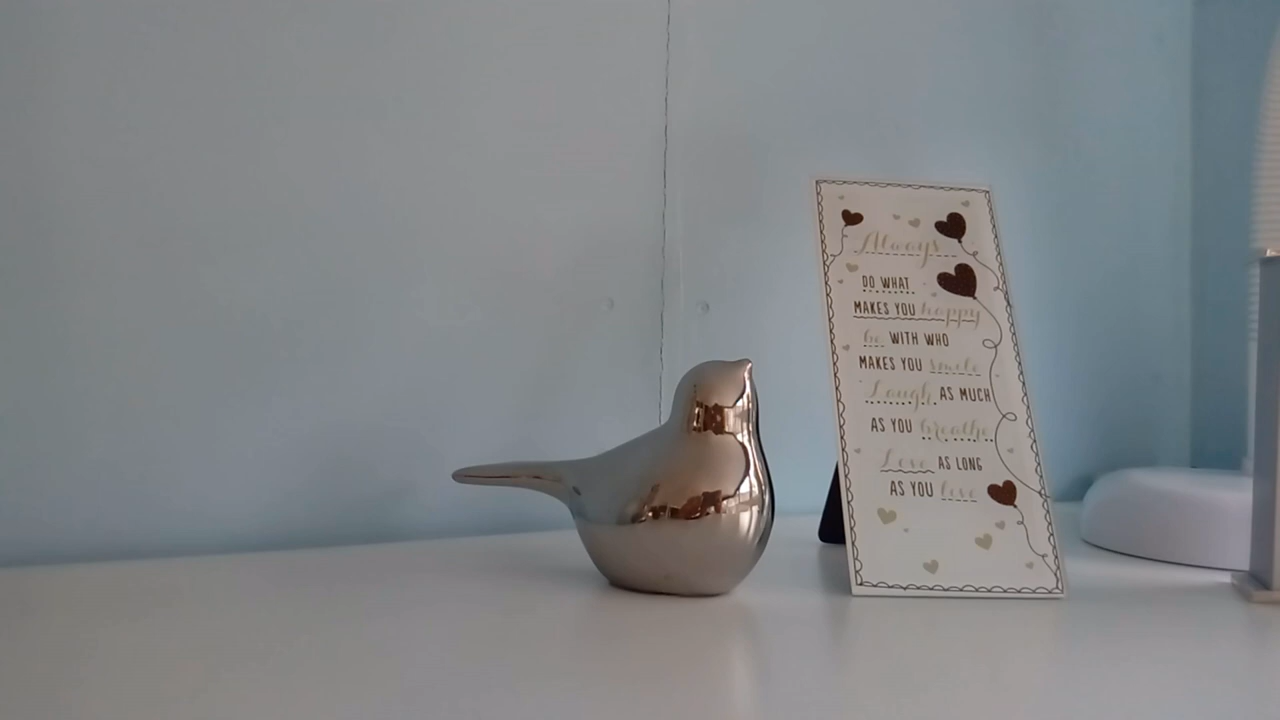 Always
DO WHAT
MAKES YOU happy
be WITH WHO
MAKES YOU smile
Laugh AS MUCH
AS YOU breathe
Love AS LONG
AS YOU love